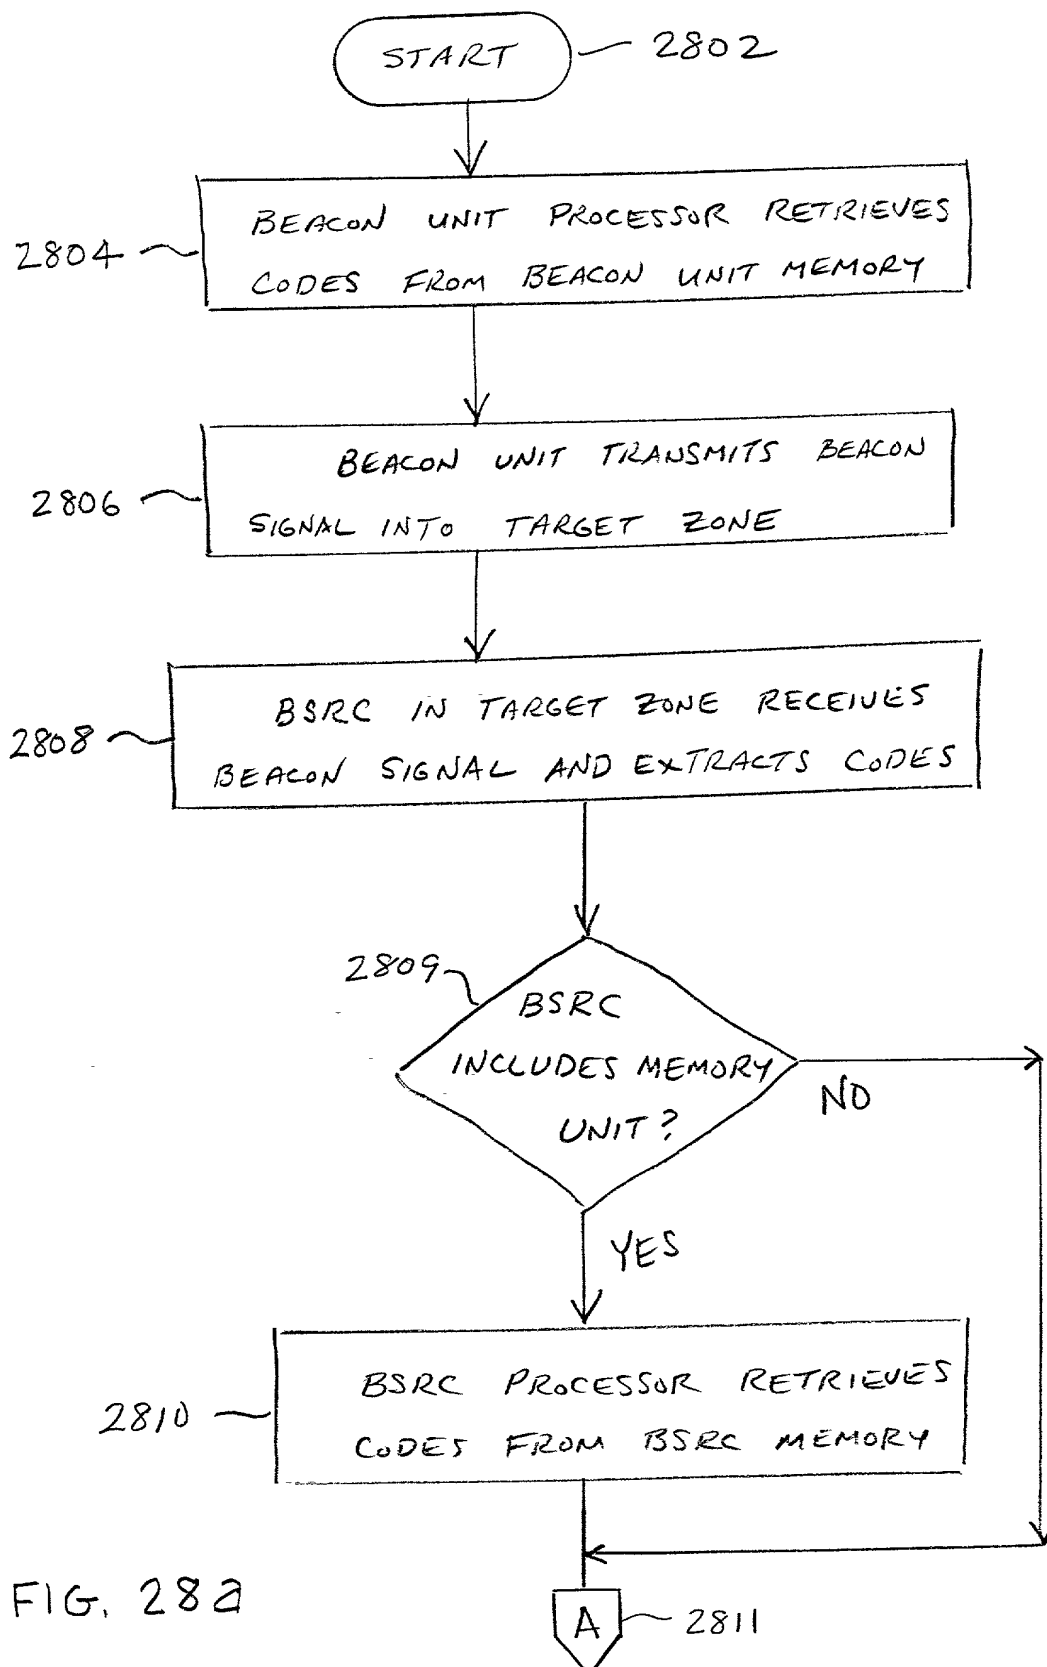 START 2802
BEACON UNIT PROCESSOR RETRIEVES
2804
CODES FROM BEACON UNIT MEMORY
BEACON UNIT TRANSMITS BEACON
2806
SIGNAL INTO TARGET ZONE
BSRC IN TARGET ZONE RECEIVES
2808
BEACON SIGNAL AND EXTRACTS CODES
2809
BSRC
INCLUDES MEMORY
NO
UNIT?
YES
BSRC PROCESSOR RETRIEVES
2810
CODES FROM BSRC MEMORY
FIG. 28a
A 2811